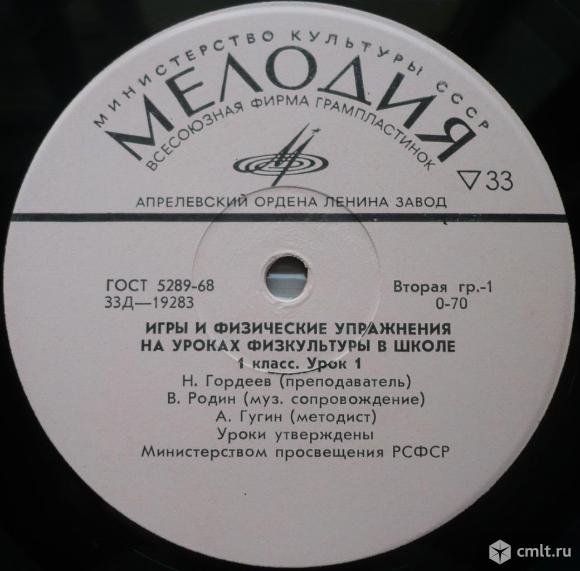 МИНИСТЕРСТВО КУЛЬТУРЫ СССР
МЕЛОДИЯ
ВСЕСОЮЗНАЯ ФИРМА ГРАМПЛАСТИНОК
▽33
АПРЕЛЕВСКИЙ ОРДЕНА ЛЕНИНА ЗАВОД
ГОСТ 5289-68
33Д—19283
Вторая гр.-1
0-70
ИГРЫ И ФИЗИЧЕСКИЕ УПРАЖНЕНИЯ
НА УРОКАХ ФИЗКУЛЬТУРЫ В ШКОЛЕ
1 класс. Урок 1
Н. Гордеев (преподаватель)
В. Родин (муз. сопровождение)
А. Гугин (методист)
Уроки утверждены
Министерством просвещения РСФСР
cmlt.ru